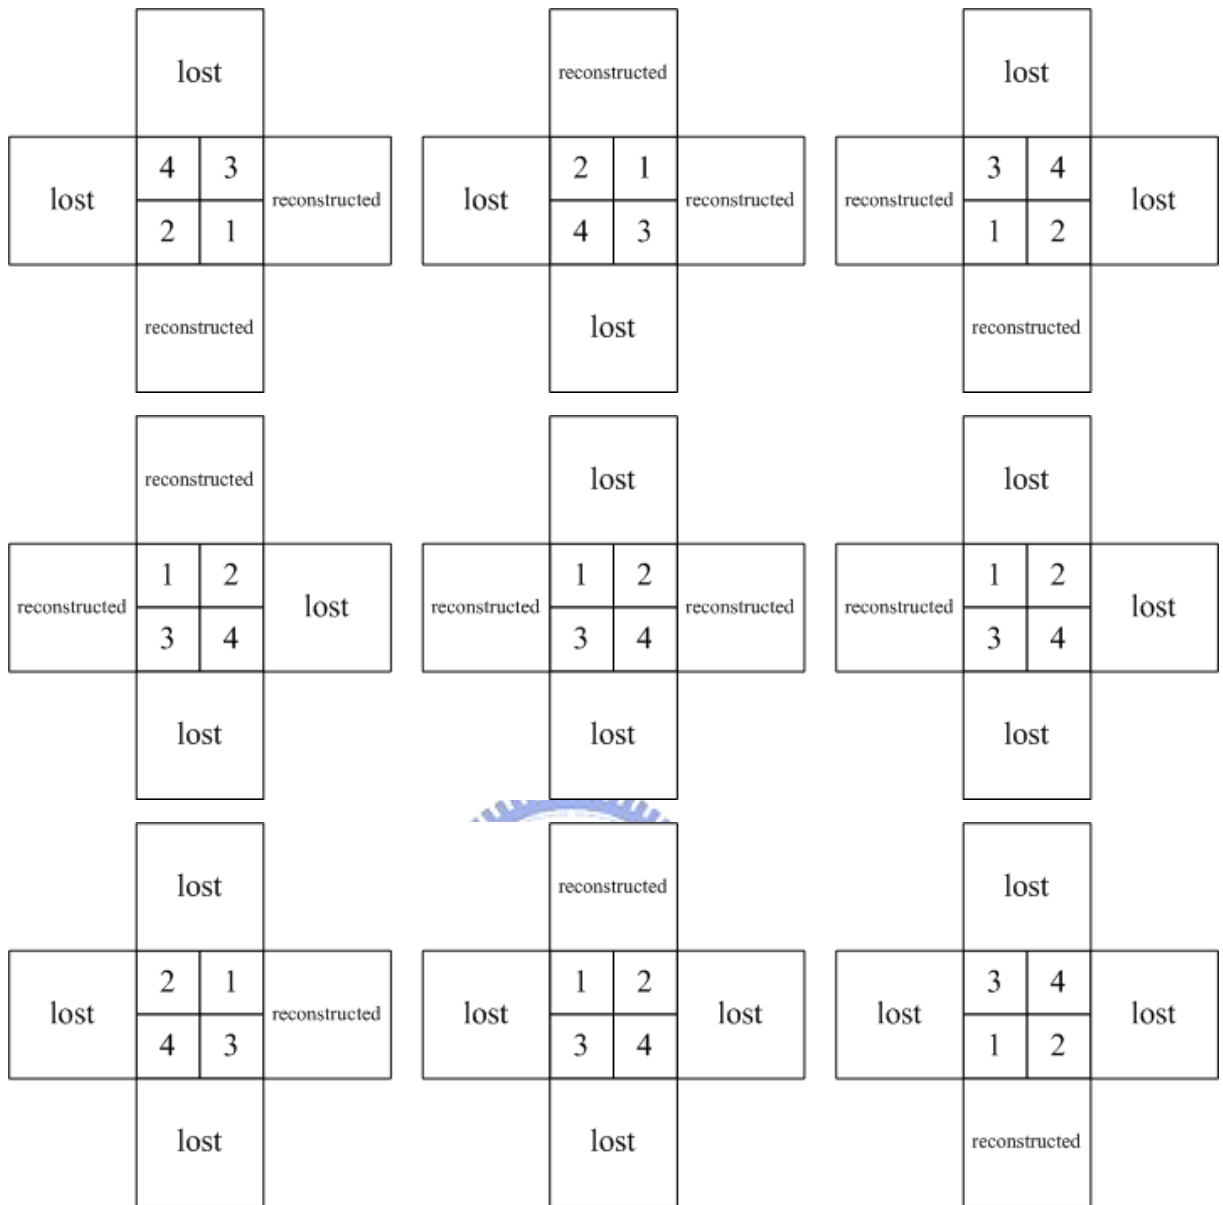 lost reconstructed lost
4 3 2 1 3 4
lost reconstructed lost reconstructed reconstructed lost
2 1 4 3 1 2
reconstructed lost reconstructed
reconstructed lost lost
1 2 1 2 1 2
reconstructed lost reconstructed reconstructed reconstructed lost
3 4 3 4 3 4
lost lost lost
lost reconstructed lost
2 1 1 2 3 4
lost reconstructed lost lost lost lost
4 3 3 4 1 2
lost lost reconstructed